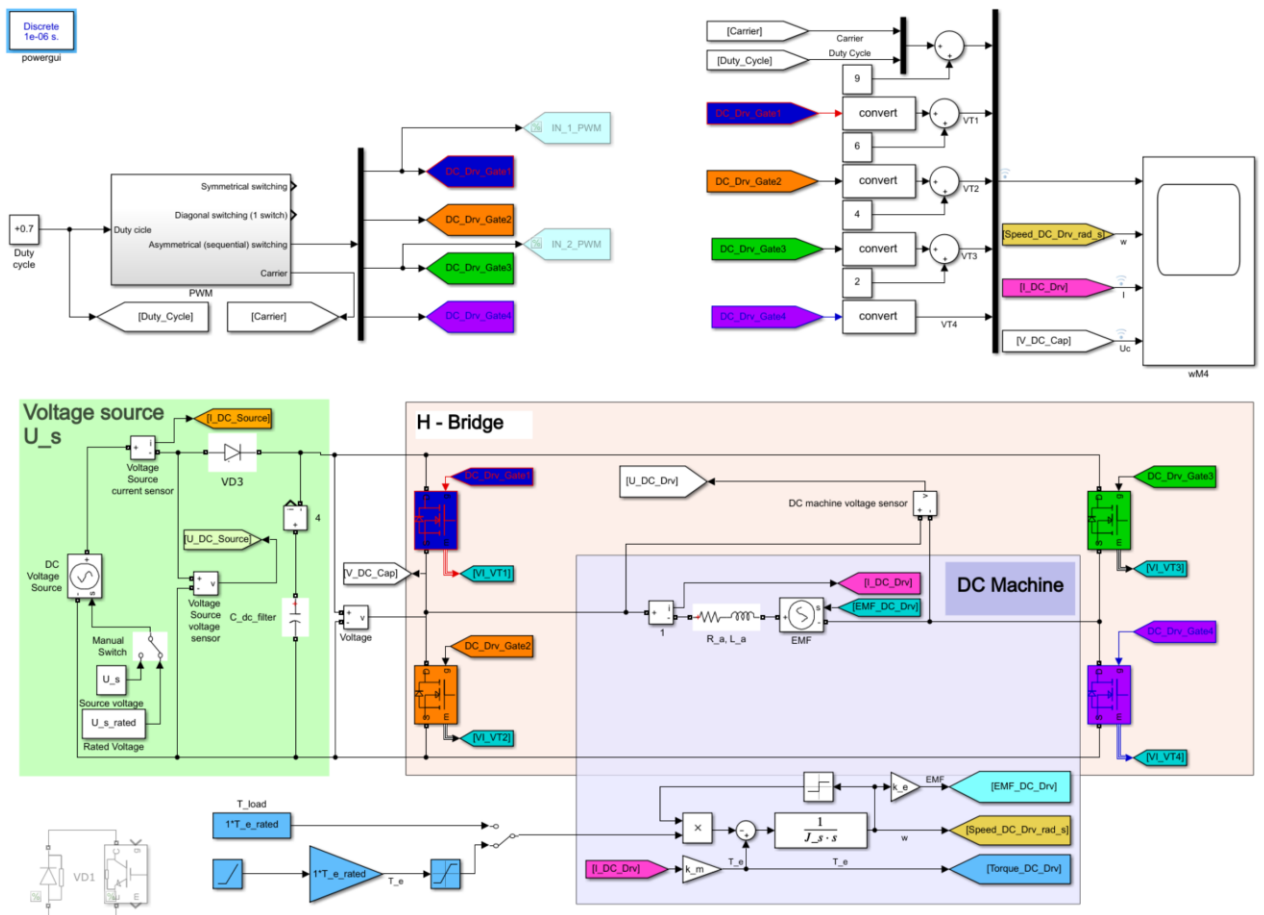 Discrete
1e-06 s.
powergui
+0.7
Duty
cycle
Duty cicle
Symmetrical switching
Diagonal switching (1 switch)
Asymmetrical (sequential) switching
Carrier
PWM
[Duty_Cycle]
[Carrier]
IN_1_PWM
DC_Drv_Gate1
DC_Drv_Gate2
IN_2_PWM
DC_Drv_Gate3
DC_Drv_Gate4
[Carrier]
Carrier
[Duty_Cycle]
Duty Cycle
9
DC_Drv_Gate1
convert
VT1
6
DC_Drv_Gate2
convert
VT2
4
DC_Drv_Gate3
convert
VT3
2
DC_Drv_Gate4
convert
VT4
[Speed_DC_Drv_rad_s]
w
[I_DC_Drv]
I
[V_DC_Cap]
Uc
wM4
Voltage source
U_s
[I_DC_Source]
i
+
-
Voltage
Source
current sensor
VD3
4
[U_DC_Source]
DC
Voltage
Source
s
+
-
v
Voltage
Source
voltage
sensor
C_dc_filter
Manual
Switch
U_s
Source voltage
U_s_rated
Rated Voltage
[V_DC_Cap]
+
-
v
Voltage
H - Bridge
DC_Drv_Gate1
[VI_VT1]
DC_Drv_Gate2
D
g
S
m
[VI_VT2]
[U_DC_Drv]
DC machine voltage sensor
v
+
-
DC_Drv_Gate3
D
g
S
m
[VI_VT3]
DC_Drv_Gate4
D
g
S
m
[VI_VT4]
DC Machine
[I_DC_Drv]
[EMF_DC_Drv]
+
i
-
1
R_a, L_a
+
s
-
EMF
T_load
1*T_e_rated
1*T_e_rated
T_e
×
1
J_s · s
k_e
EMF
[EMF_DC_Drv]
w
[Speed_DC_Drv_rad_s]
[I_DC_Drv]
k_m
T_e
T_e
[Torque_DC_Drv]
VD1